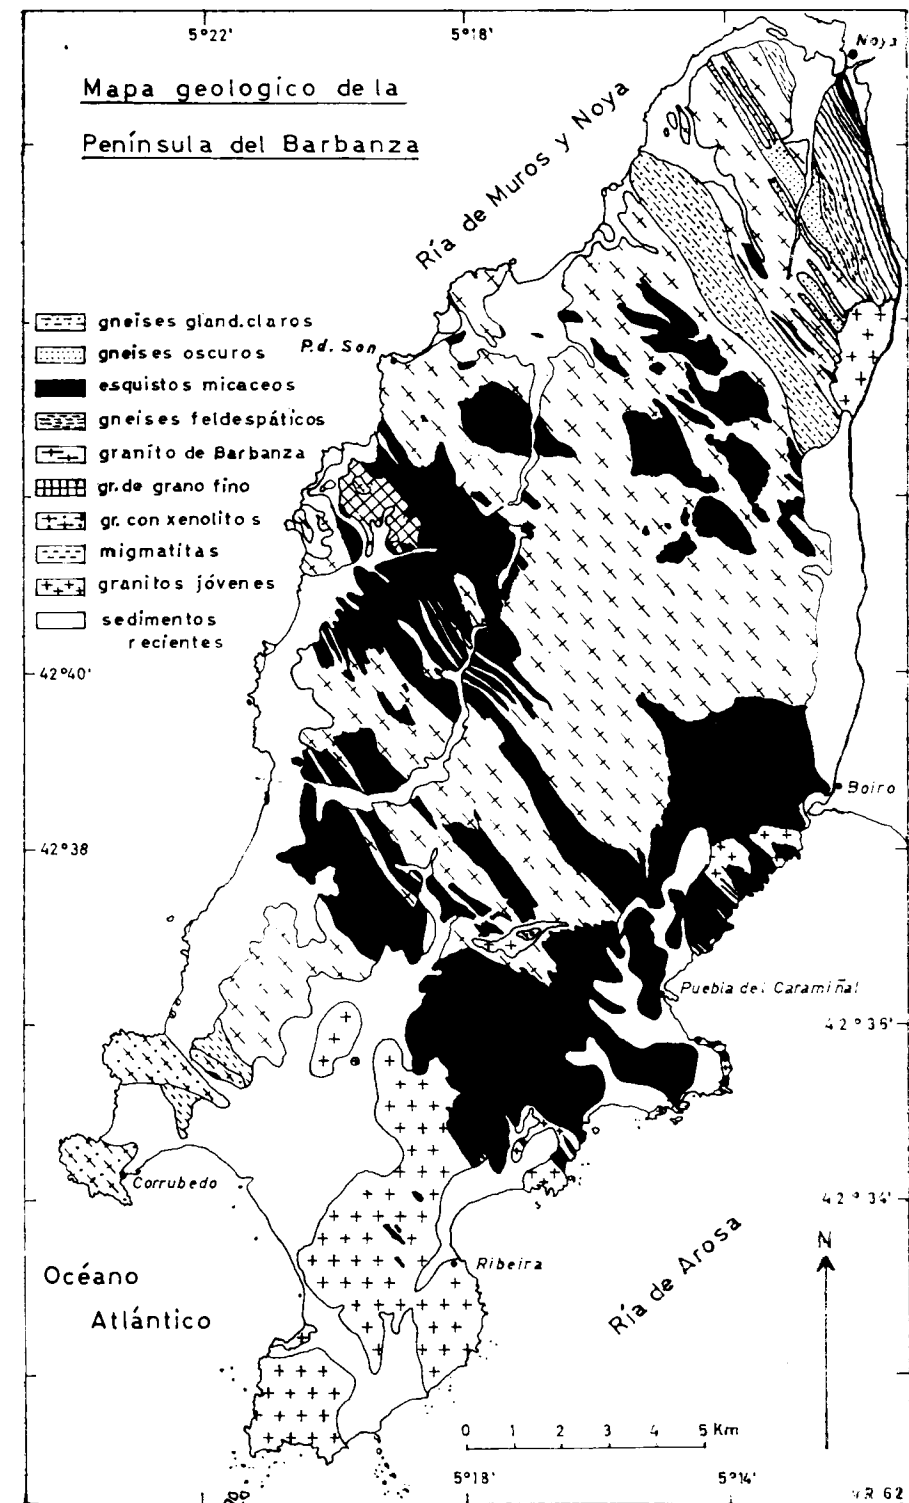 5°22'
5°18'
Noya
Mapa geologico de la
Península del Barbanza
Ría de Muros y Noya
gneises gland.claros
gneises oscuros
P.d. Son
esquistos micaceos
gneises feldespáticos
granito de Barbanza
gr.de grano fino
gr. con xenolitos
migmatitas
granitos jóvenes
sedimentos
recientes
42°40'
Boiro
42°38
Puebla del Caramiñal
42°36'
Corrubedo
42°34'
N
Ribeira
Océano
Atlántico
Ría de Arosa
0 1 2 3 4 5 Km
5°18'
5°14'
62